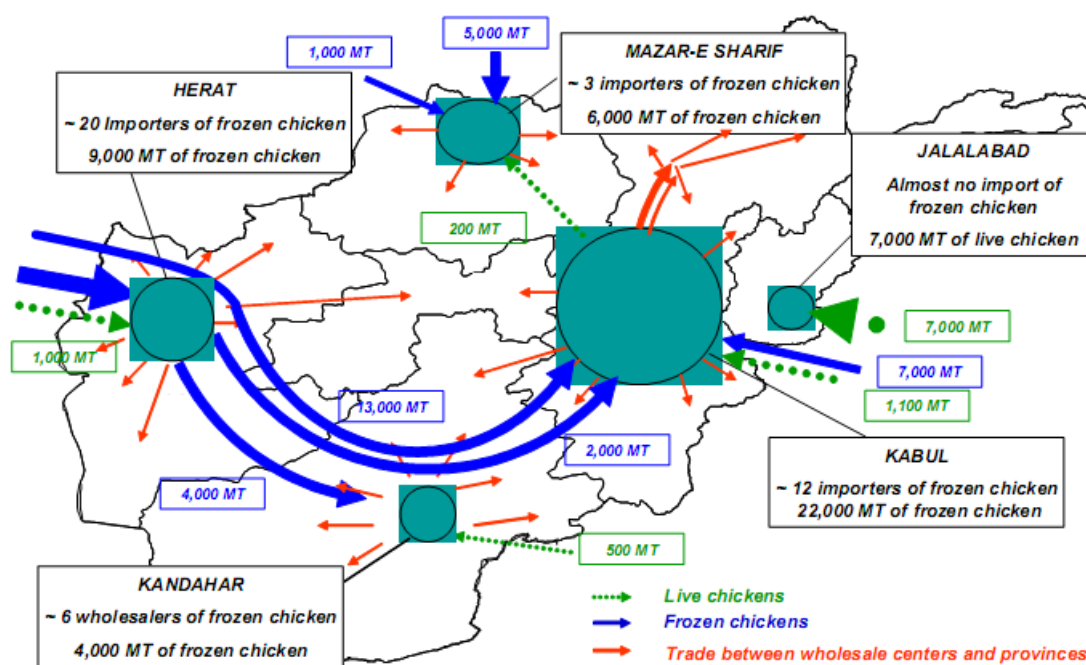 1,000 MT
5,000 MT
MAZAR-E SHARIF
~ 3 importers of frozen chicken
6,000 MT of frozen chicken
HERAT
~ 20 Importers of frozen chicken
9,000 MT of frozen chicken
JALALABAD
Almost no import of
frozen chicken
7,000 MT of live chicken
200 MT
7,000 MT
1,000 MT
7,000 MT
1,100 MT
13,000 MT
2,000 MT
KABUL
~ 12 importers of frozen chicken
22,000 MT of frozen chicken
4,000 MT
500 MT
KANDAHAR
~ 6 wholesalers of frozen chicken
4,000 MT of frozen chicken
Live chickens
Frozen chickens
Trade between wholesale centers and provinces